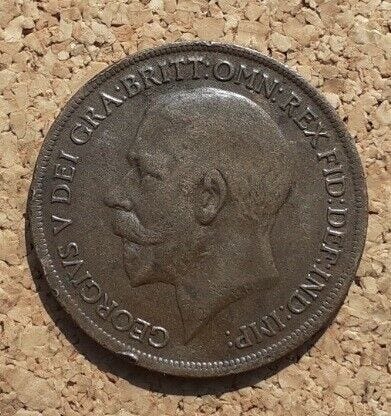 GEORGIVS V DEI GRA:BRITT:OMN:REX FID:DEF:IND:IMP: